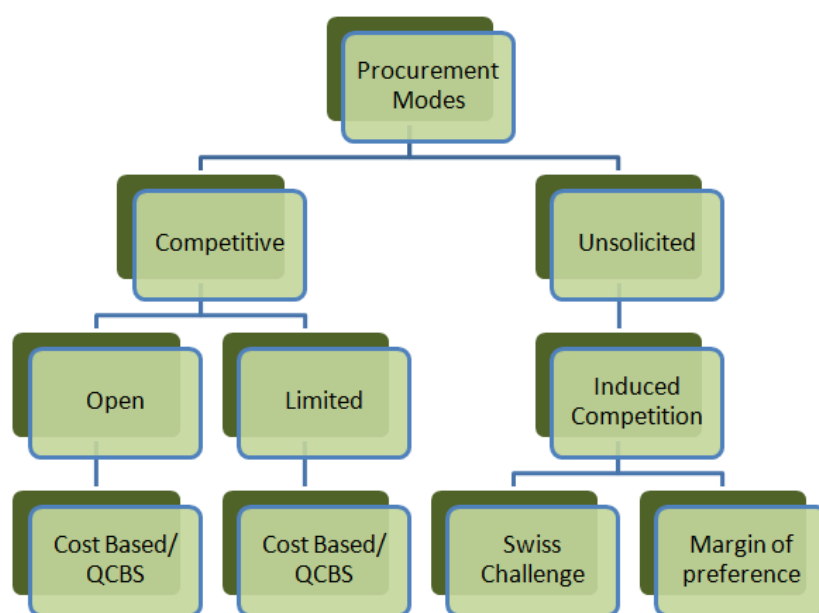 Procurement
Modes
Competitive
Unsolicited
Open
Limited
Induced
Competition
Cost Based/
QCBS
Cost Based/
QCBS
Swiss
Challenge
Margin of
preference